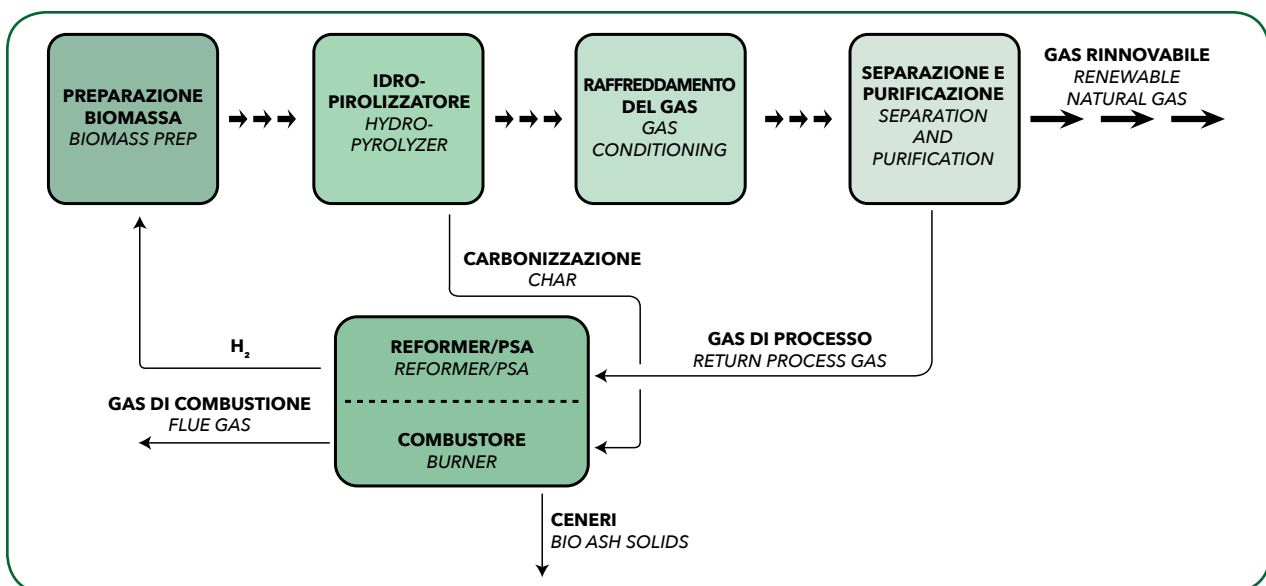 PREPARAZIONE
BIOMASSA
BIOMASS PREP
IDRO-
PIROLIZZATORE
HYDRO-
PYROLYZER
RAFFREDDAMENTO
DEL GAS
GAS
CONDITIONING
SEPARAZIONE E
PURIFICAZIONE
SEPARATION
AND
PURIFICATION
GAS RINNOVABILE
RENEWABLE
NATURAL GAS
CARBONIZZAZIONE
CHAR
H₂
REFORMER/PSA
REFORMER/PSA
GAS DI PROCESSO
RETURN PROCESS GAS
GAS DI COMBUSTIONE
FLUE GAS
COMBUSTORE
BURNER
CENERI
BIO ASH SOLIDS